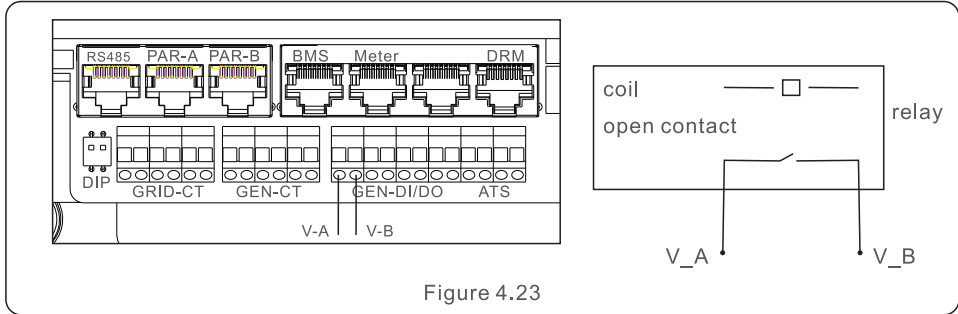 RS485 PAR-A PAR-B BMS Meter DRM
coil
relay
open contact
DIP GRID-CT GEN-CT GEN-DI/DO ATS
V-A V-B
V_A V_B
Figure 4.23